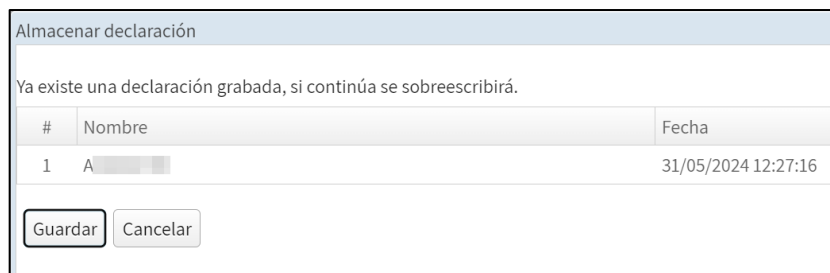 Almacenar declaración
Ya existe una declaración grabada, si continúa se sobreescribirá.
# Nombre Fecha
1 A 31/05/2024 12:27:16
Guardar Cancelar